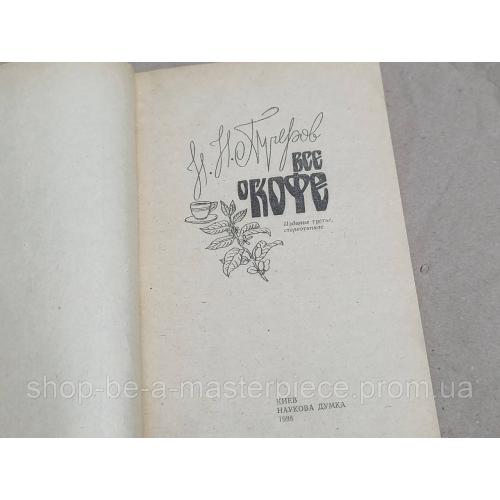 Н. Н. Пучеров
ВСЕ
О КОФЕ
Издание третье,
стереотипное
shop-be-a-masterpiece.prom.ua
КИЕВ
НАУКОВА ДУМКА
1988